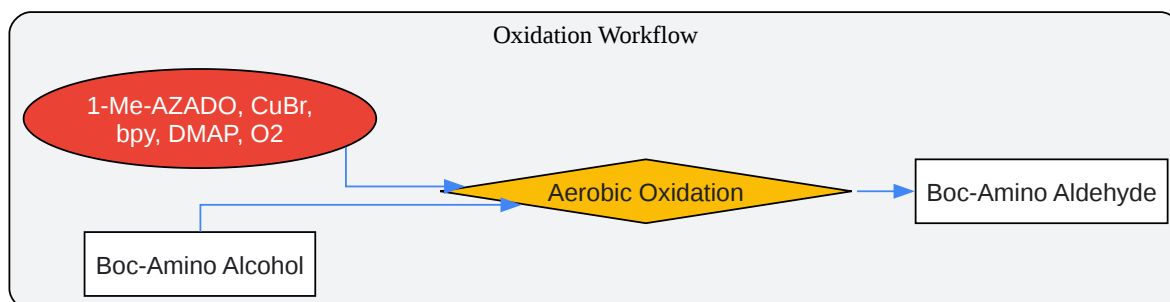 Oxidation Workflow
1-Me-AZADO, CuBr,
bpy, DMAP, O2
Aerobic Oxidation
Boc-Amino Aldehyde
Boc-Amino Alcohol